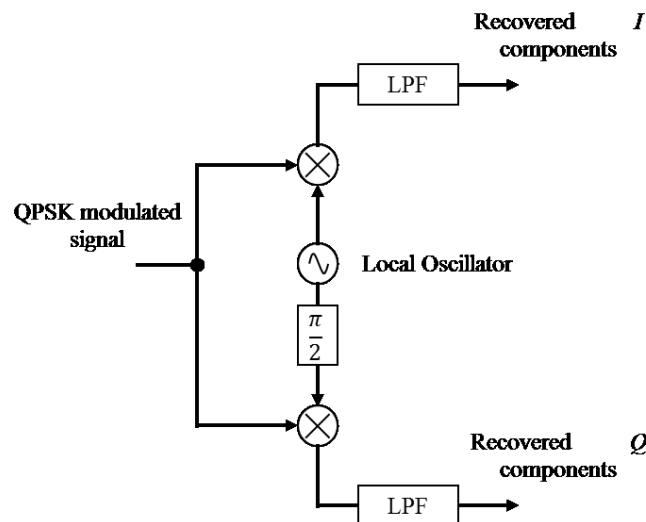 Recovered I
components
LPF
QPSK modulated
signal
Local Oscillator
π
2
Recovered Q
components
LPF